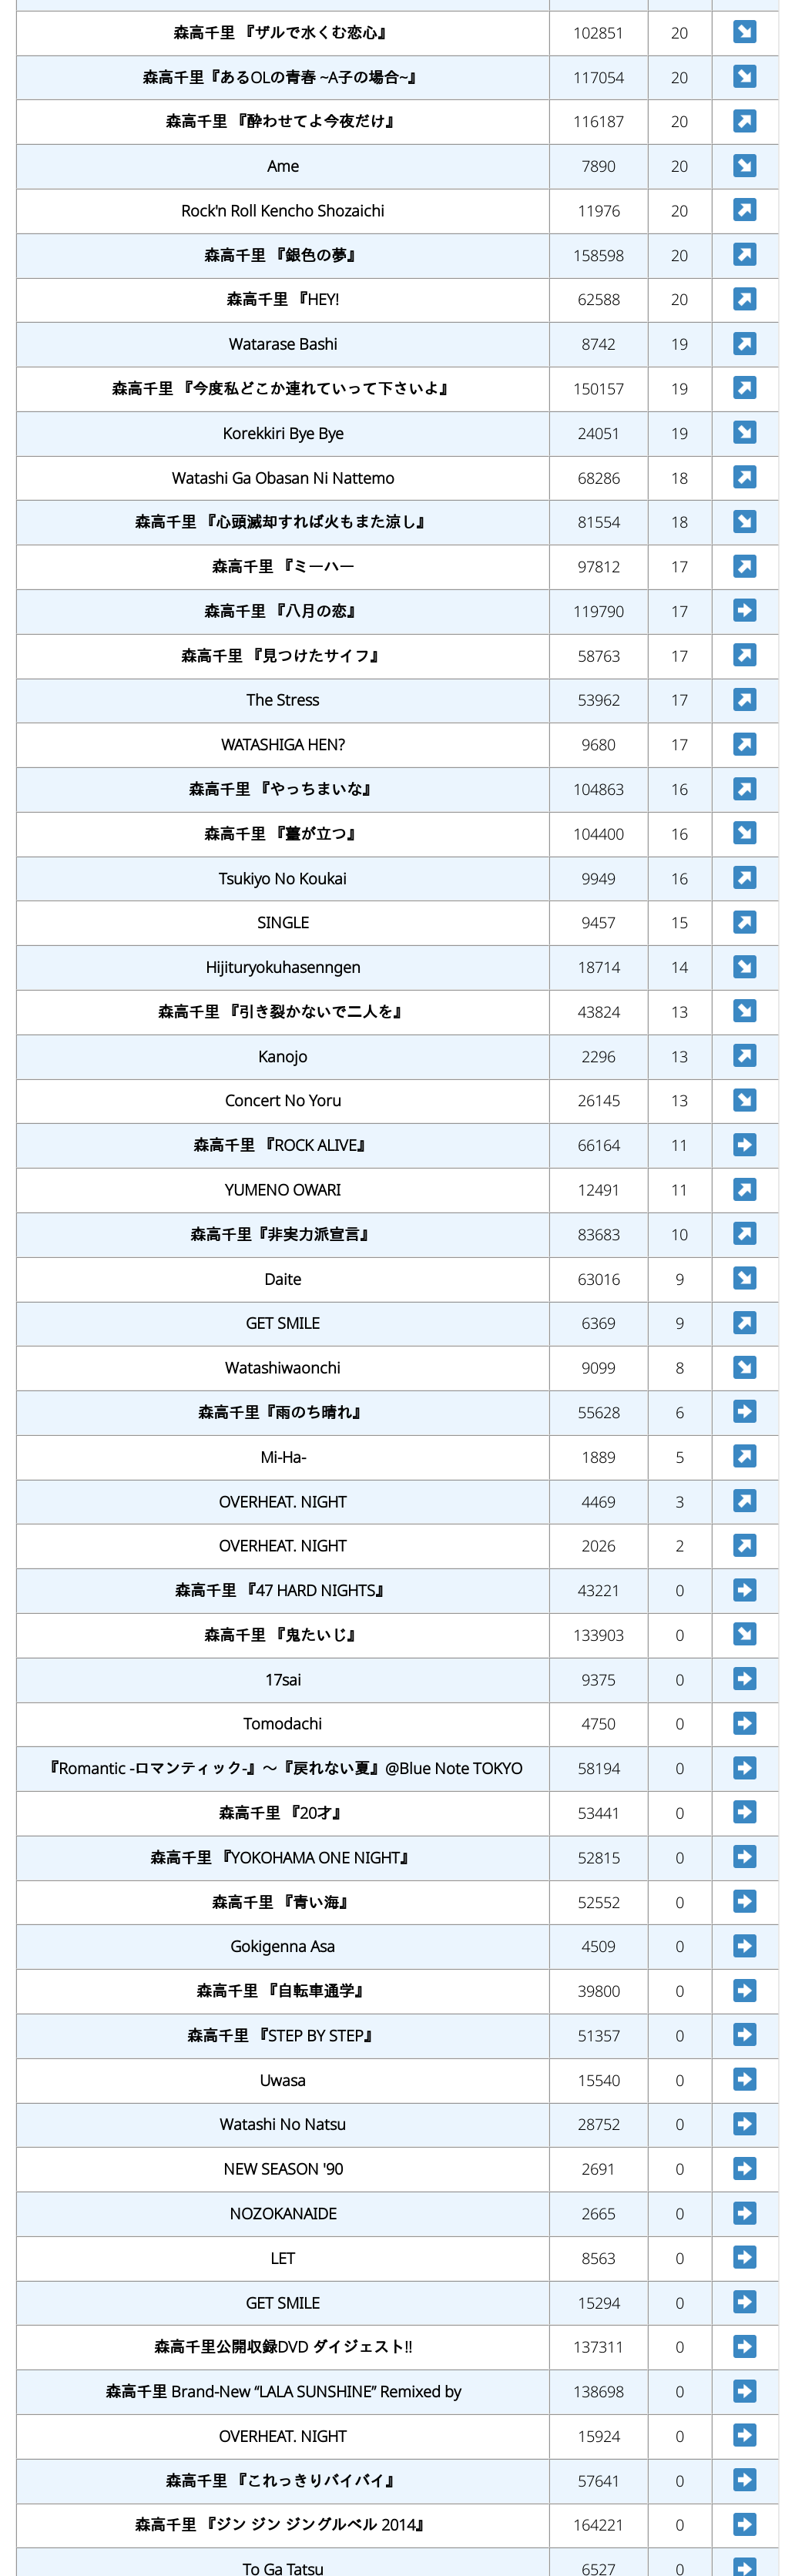 森高千里 『ザルで水くむ恋心』 102851 20
森高千里『あるOLの青春 ~A子の場合~』 117054 20
森高千里 『酔わせてよ今夜だけ』 116187 20
Ame 7890 20
Rock'n Roll Kencho Shozaichi 11976 20
森高千里 『銀色の夢』 158598 20
森高千里 『HEY! 62588 20
Watarase Bashi 8742 19
森高千里 『今度私どこか連れていって下さいよ』 150157 19
Korekkiri Bye Bye 24051 19
Watashi Ga Obasan Ni Nattemo 68286 18
森高千里 『心頭滅却すれば火もまた涼し』 81554 18
森高千里 『ミーハー 97812 17
森高千里 『八月の恋』 119790 17
森高千里 『見つけたサイフ』 58763 17
The Stress 53962 17
WATASHIGA HEN? 9680 17
森高千里 『やっちまいな』 104863 16
森高千里 『薹が立つ』 104400 16
Tsukiyo No Koukai 9949 16
SINGLE 9457 15
Hijituryokuhasenngen 18714 14
森高千里 『引き裂かないで二人を』 43824 13
Kanojo 2296 13
Concert No Yoru 26145 13
森高千里 『ROCK ALIVE』 66164 11
YUMENO OWARI 12491 11
森高千里『非実力派宣言』 83683 10
Daite 63016 9
GET SMILE 6369 9
Watashiwaonchi 9099 8
森高千里『雨のち晴れ』 55628 6
Mi-Ha- 1889 5
OVERHEAT. NIGHT 4469 3
OVERHEAT. NIGHT 2026 2
森高千里 『47 HARD NIGHTS』 43221 0
森高千里 『鬼たいじ』 133903 0
17sai 9375 0
Tomodachi 4750 0
『Romantic -ロマンティック-』～『戻れない夏』@Blue Note TOKYO 58194 0
森高千里 『20才』 53441 0
森高千里 『YOKOHAMA ONE NIGHT』 52815 0
森高千里 『青い海』 52552 0
Gokigenna Asa 4509 0
森高千里 『自転車通学』 39800 0
森高千里 『STEP BY STEP』 51357 0
Uwasa 15540 0
Watashi No Natsu 28752 0
NEW SEASON '90 2691 0
NOZOKANAIDE 2665 0
LET 8563 0
GET SMILE 15294 0
森高千里公開収録DVD ダイジェスト!! 137311 0
森高千里 Brand-New “LALA SUNSHINE” Remixed by 138698 0
OVERHEAT. NIGHT 15924 0
森高千里 『これっきりバイバイ』 57641 0
森高千里 『ジン ジン ジングルベル 2014』 164221 0
To Ga Tatsu 6527 0